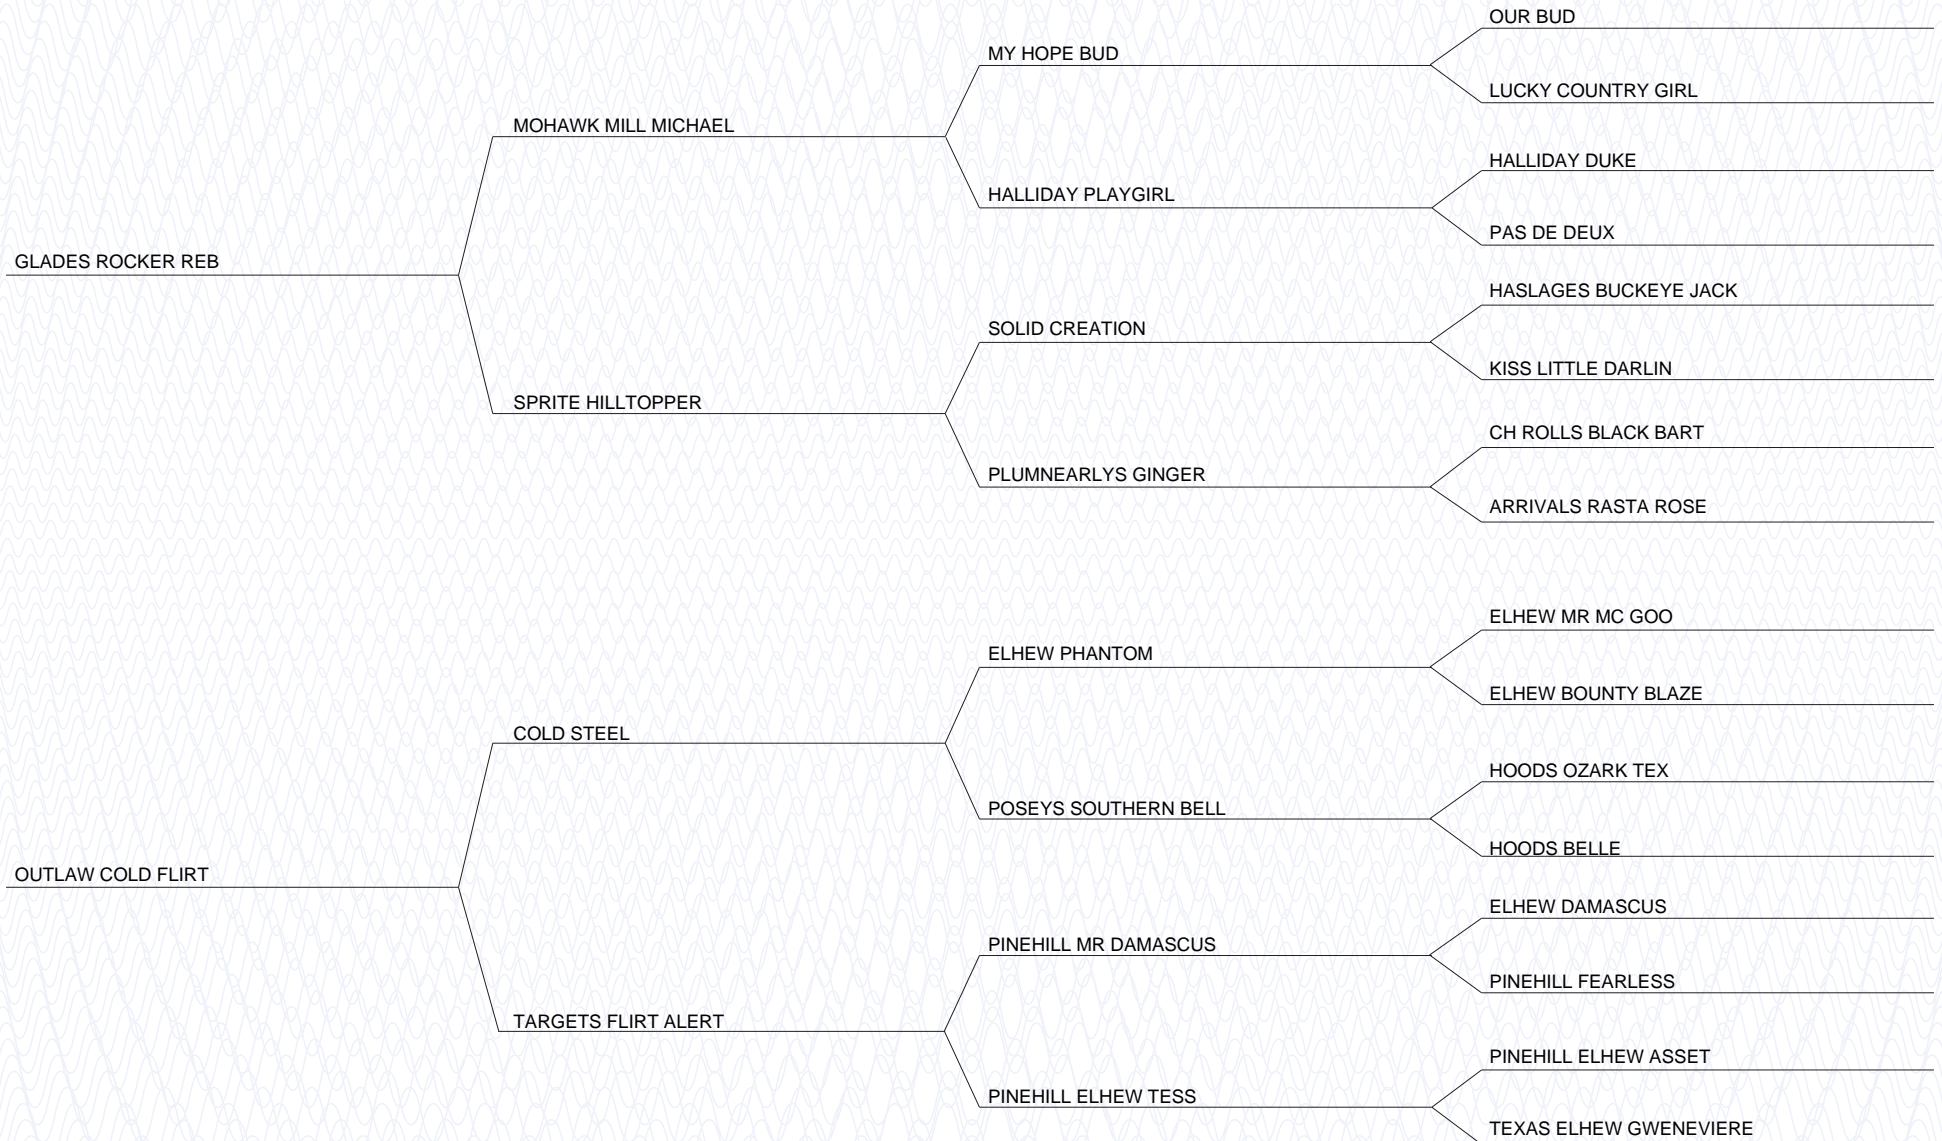 OUR BUD
MY HOPE BUD
LUCKY COUNTRY GIRL
MOHAWK MILL MICHAEL
HALLIDAY DUKE
HALLIDAY PLAYGIRL
PAS DE DEUX
GLADES ROCKER REB
HASLAGES BUCKEYE JACK
SOLID CREATION
KISS LITTLE DARLIN
SPRITE HILLTOPPER
CH ROLLS BLACK BART
PLUMNEARLYS GINGER
ARRIVALS RASTA ROSE
ELHEW MR MC GOO
ELHEW PHANTOM
ELHEW BOUNTY BLAZE
COLD STEEL
HOODS OZARK TEX
POSEYS SOUTHERN BELL
HOODS BELLE
OUTLAW COLD FLIRT
ELHEW DAMASCUS
PINEHILL MR DAMASCUS
PINEHILL FEARLESS
TARGETS FLIRT ALERT
PINEHILL ELHEW ASSET
PINEHILL ELHEW TESS
TEXAS ELHEW GWENEVIERE